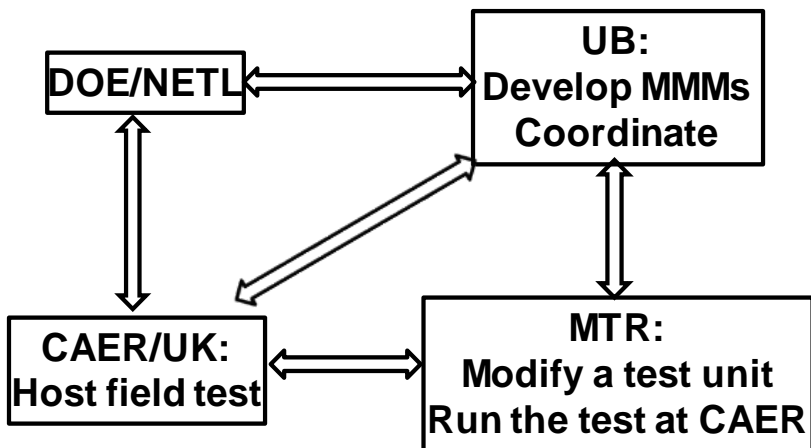 DOE/NETL
UB:
Develop MMMs
Coordinate
CAER/UK:
Host field test
MTR:
Modify a test unit
Run the test at CAER